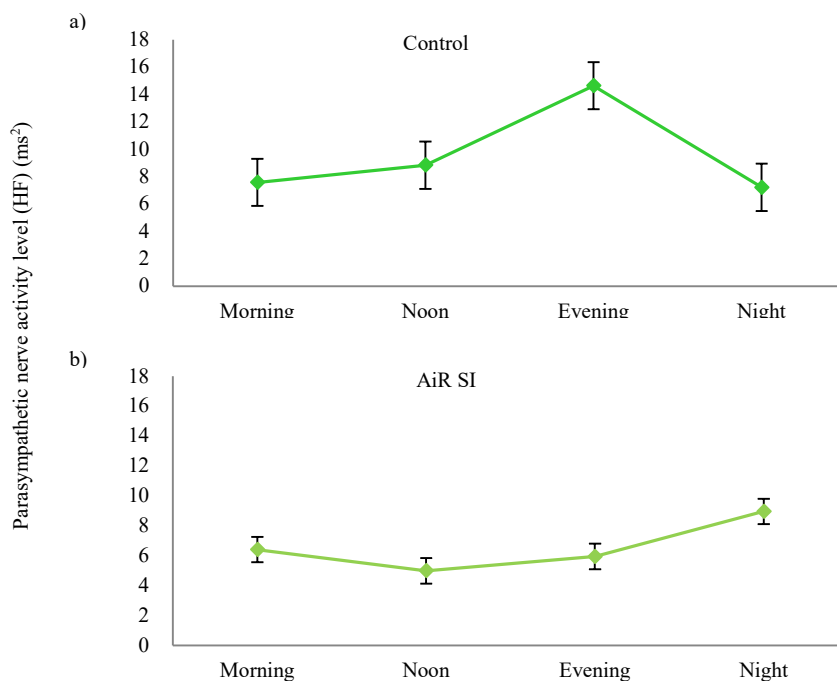 a)
Control
Parasympathetic nerve activity level (HF) (ms²)
18
16
14
12
10
8
6
4
2
0
Morning Noon Evening Night
b)
AiR SI
18
16
14
12
10
8
6
4
2
0
Morning Noon Evening Night